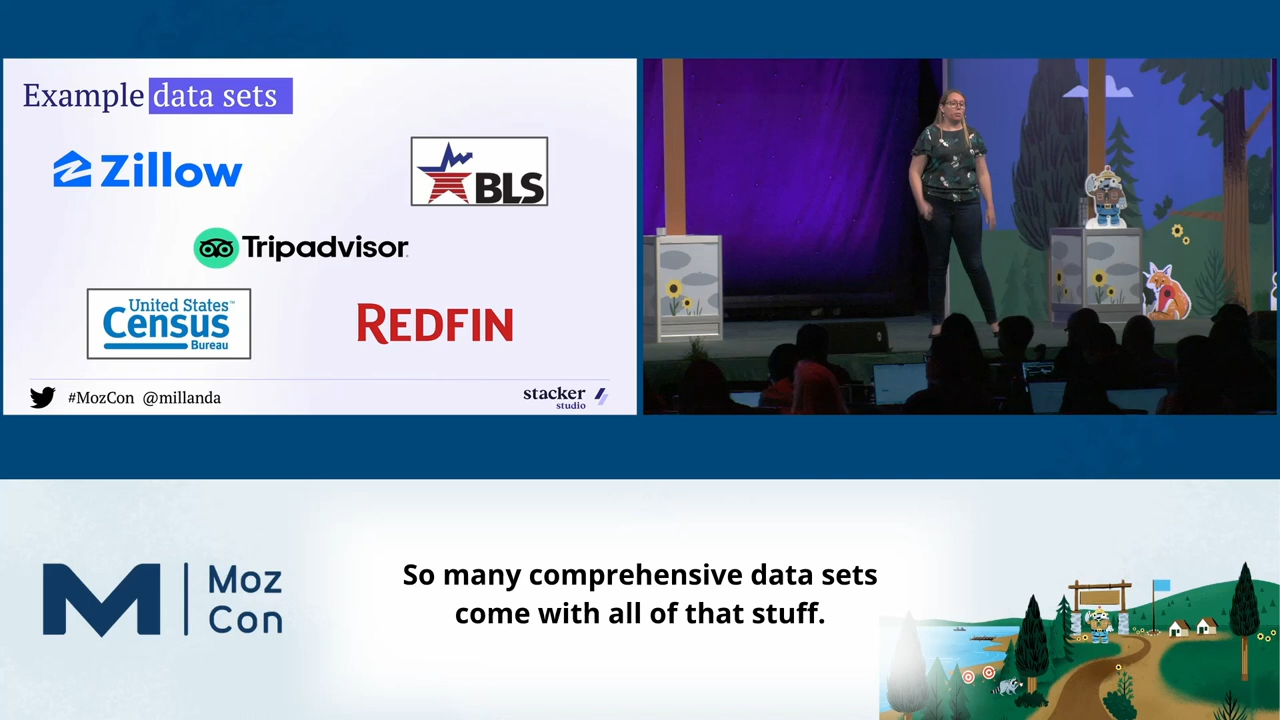 Example data sets
Zillow
BLS
Tripadvisor
United States™
Census
Bureau
REDFIN
#MozCon @millanda
stacker
studio
Moz
Con
So many comprehensive data sets
come with all of that stuff.